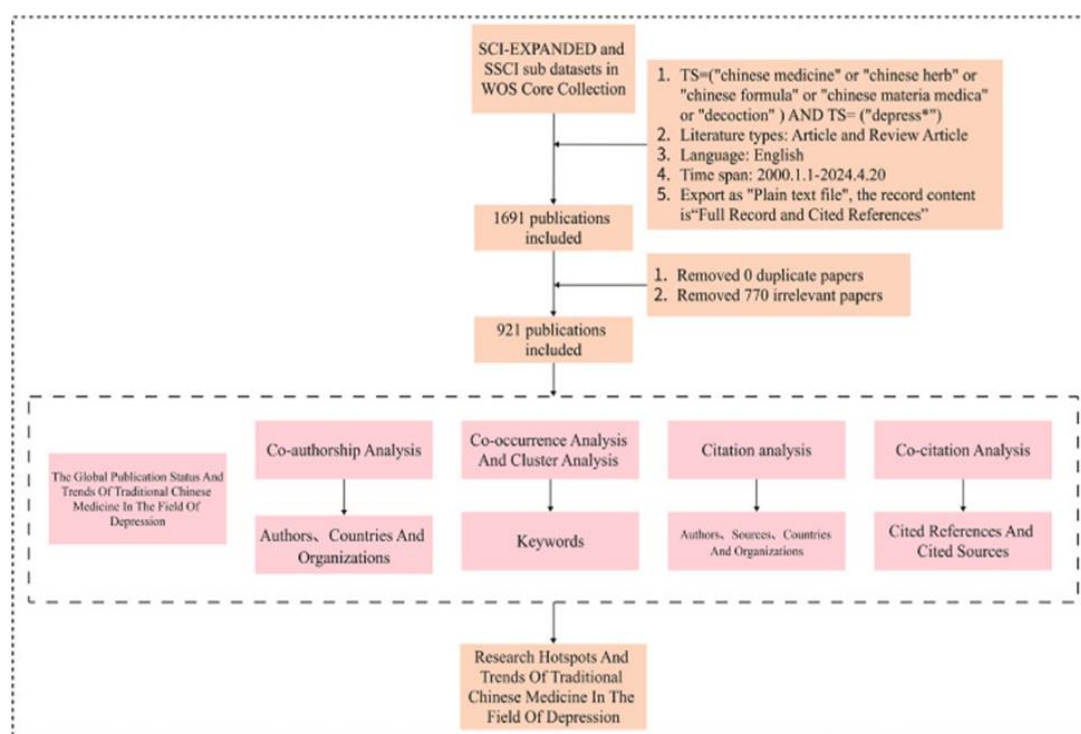 SCI-EXPANDED and
SSCI sub datasets in
WOS Core Collection
1. TS=("chinese medicine" or "chinese herb" or
"chinese formula" or "chinese materia medica"
or "decoction" ) AND TS= ("depress*")
2. Literature types: Article and Review Article
3. Language: English
4. Time span: 2000.1.1-2024.4.20
5. Export as "Plain text file", the record content
is“Full Record and Cited References”
1691 publications
included
1. Removed 0 duplicate papers
2. Removed 770 irrelevant papers
921 publications
included
The Global Publication Status And
Trends Of Traditional Chinese
Medicine In The Field Of
Depression
Co-authorship Analysis
Authors、Countries And
Organizations
Co-occurrence Analysis
And Cluster Analysis
Keywords
Citation analysis
Authors、Sources、Countries
And Organizations
Co-citation Analysis
Cited References And
Cited Sources
Research Hotspots And
Trends Of Traditional
Chinese Medicine In The
Field Of Depression